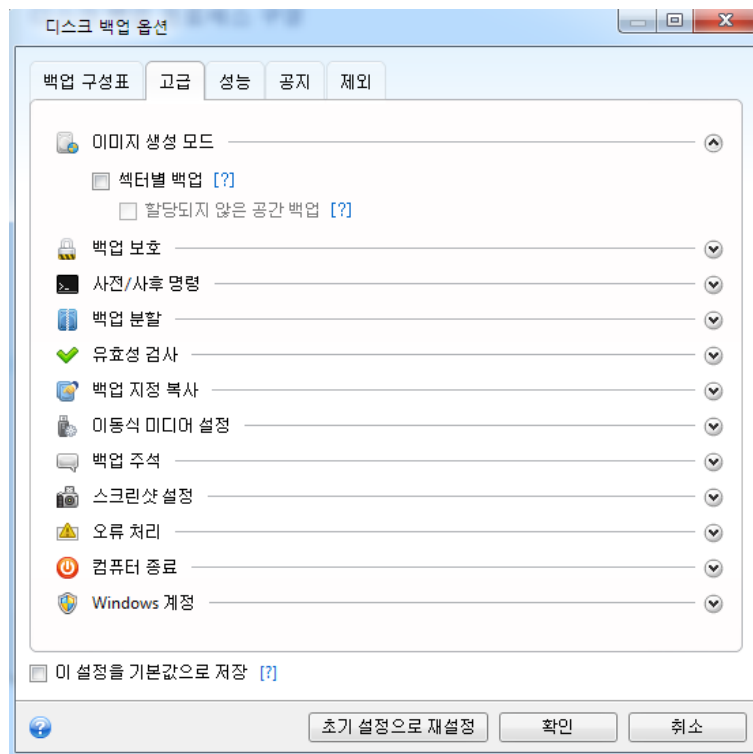 디스크 백업 옵션
백업 구성표 고급 성능 공지 제외
이미지 생성 모드
섹터별 백업 [?]
할당되지 않은 공간 백업 [?]
백업 보호
사전/사후 명령
백업 분할
유효성 검사
백업 지정 복사
이동식 미디어 설정
백업 주석
스크린샷 설정
오류 처리
컴퓨터 종료
Windows 계정
이 설정을 기본값으로 저장 [?]
초기 설정으로 재설정 확인 취소